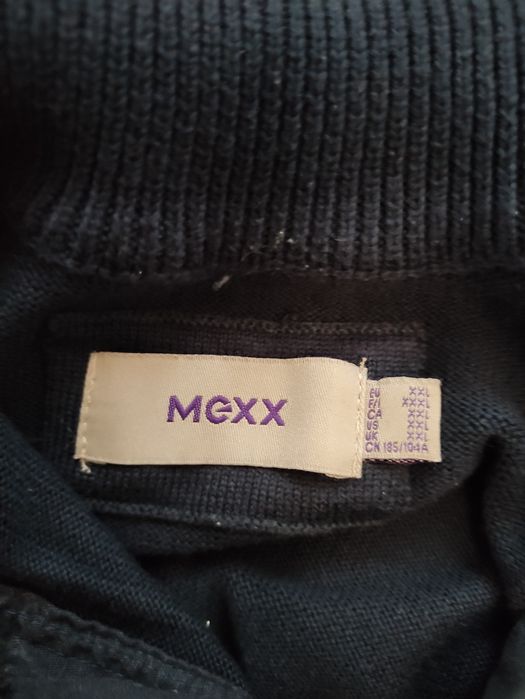 MEXX
EU XXL
F/I XXXL
CA XXL
US XXL
UK XXL
CN 185/104A